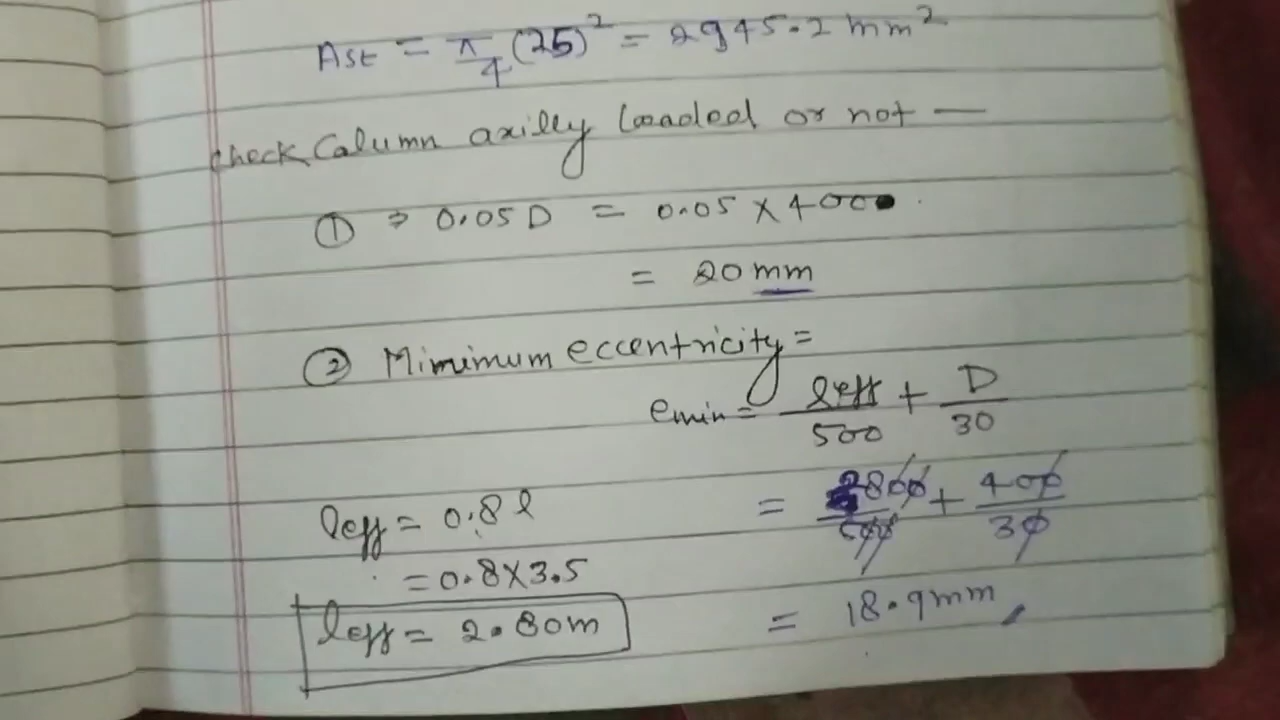 Ast = π/4 (25)² = 2945.2 mm²
check Calumn axilly Loaded or not —
① → 0.05 D = 0.05 × 400
= 20 mm
② Minimum eccentricity =
emin = leff/500 + D/30
leff = 0.8 l
= 2800/500 + 400/30
= 0.8×3.5
leff = 2.80m
= 18.9mm